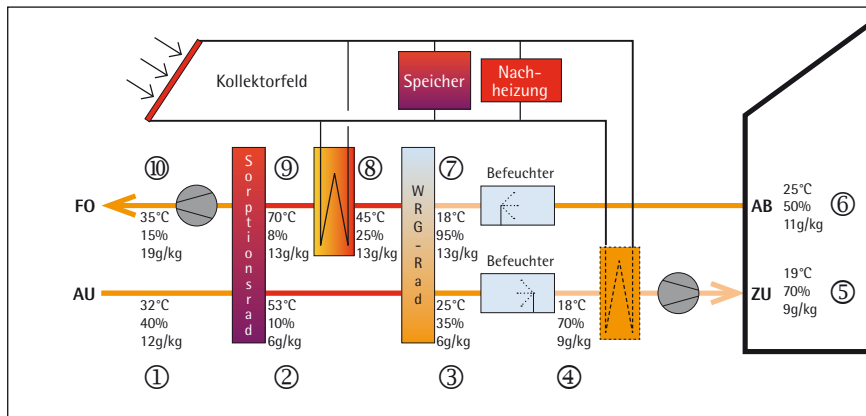 Kollektorfeld
Speicher
Nach-
heizung
⑩
⑨
⑧
⑦
Befeuchter
Sorptionsrad
WRG-Rad
FO
35°C
15%
19g/kg
70°C
8%
13g/kg
45°C
25%
13g/kg
18°C
95%
13g/kg
AB
25°C
50%
11g/kg
⑥
Befeuchter
AU
32°C
40%
12g/kg
53°C
10%
6g/kg
25°C
35%
6g/kg
18°C
70%
9g/kg
ZU
19°C
70%
9g/kg
⑤
①
②
③
④